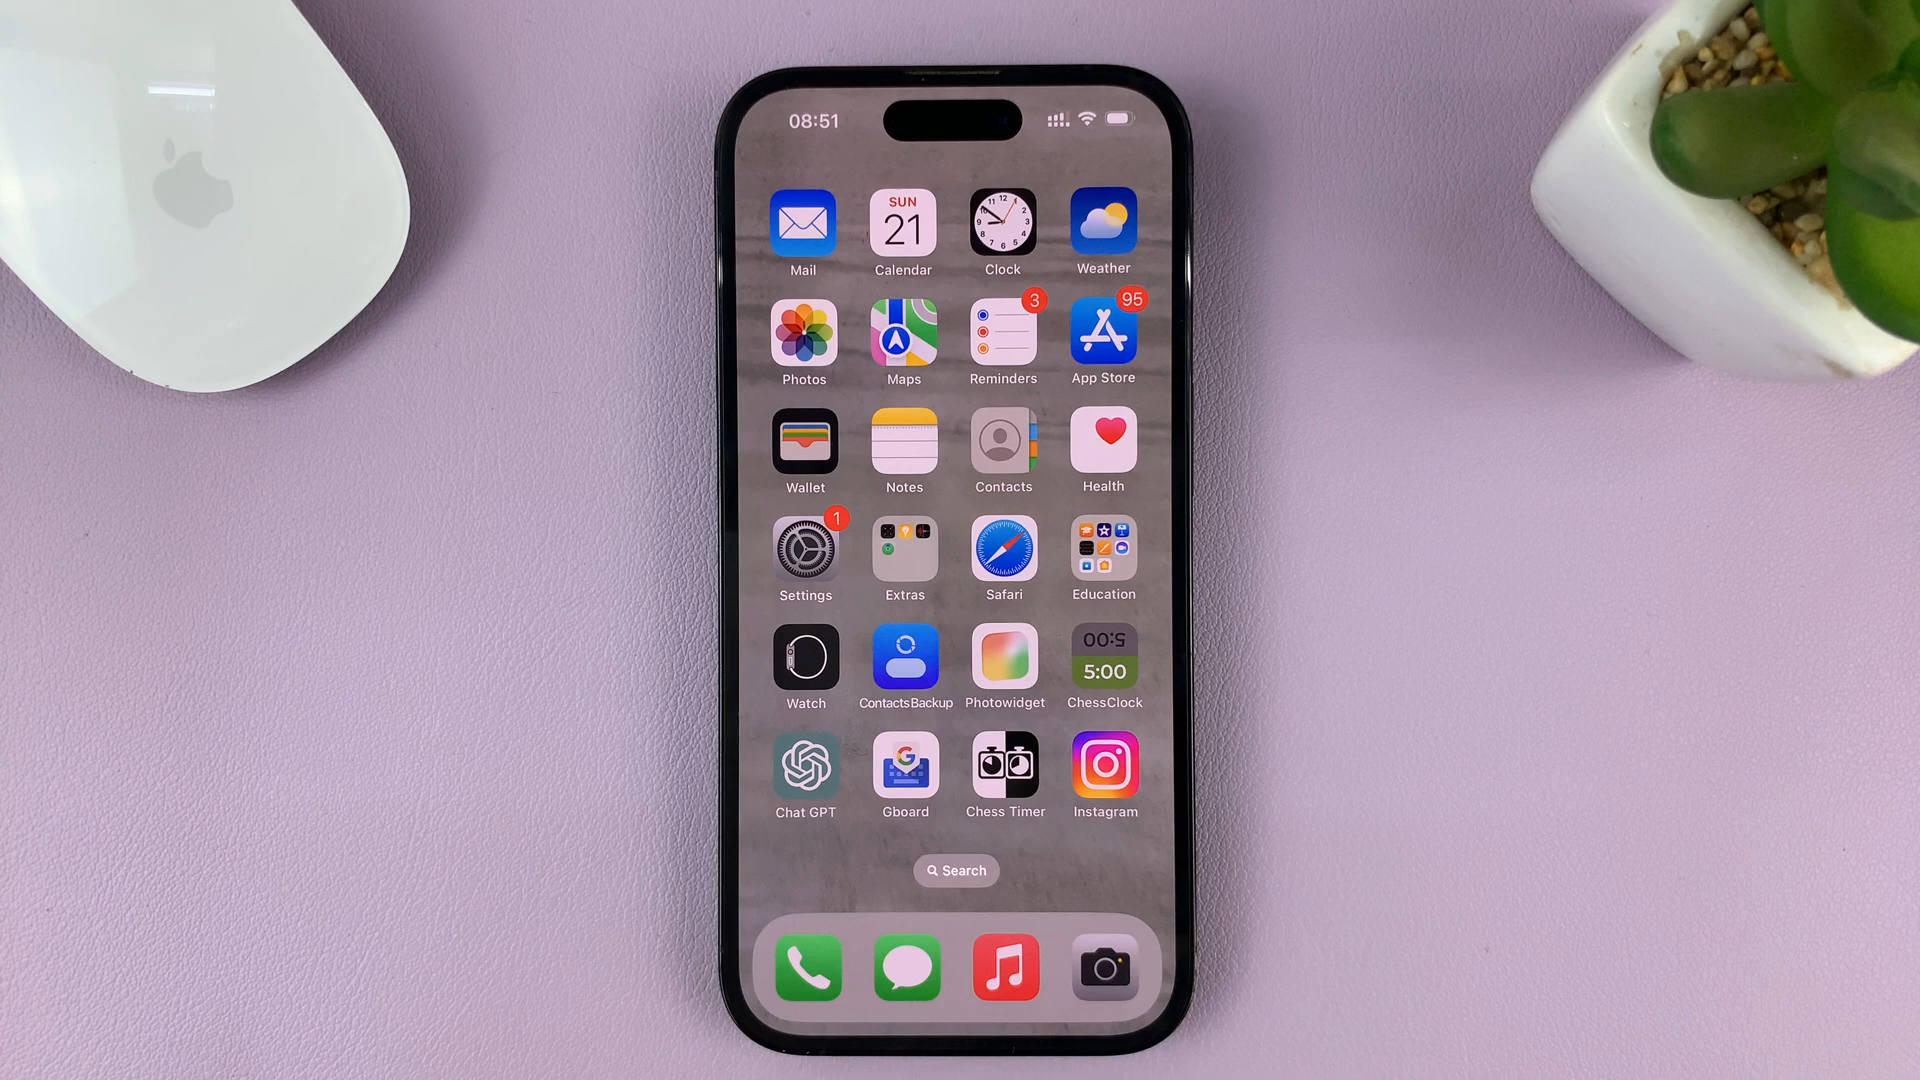 08:51
SUN
21
12
Mail
Calendar
Clock
Weather
3
95
Photos
Maps
Reminders
App Store
Wallet
Notes
Contacts
Health
1
Settings
Extras
Safari
Education
5:00
5:00
Watch
ContactsBackup
Photowidget
ChessClock
G
Chat GPT
Gboard
Chess Timer
Instagram
Search